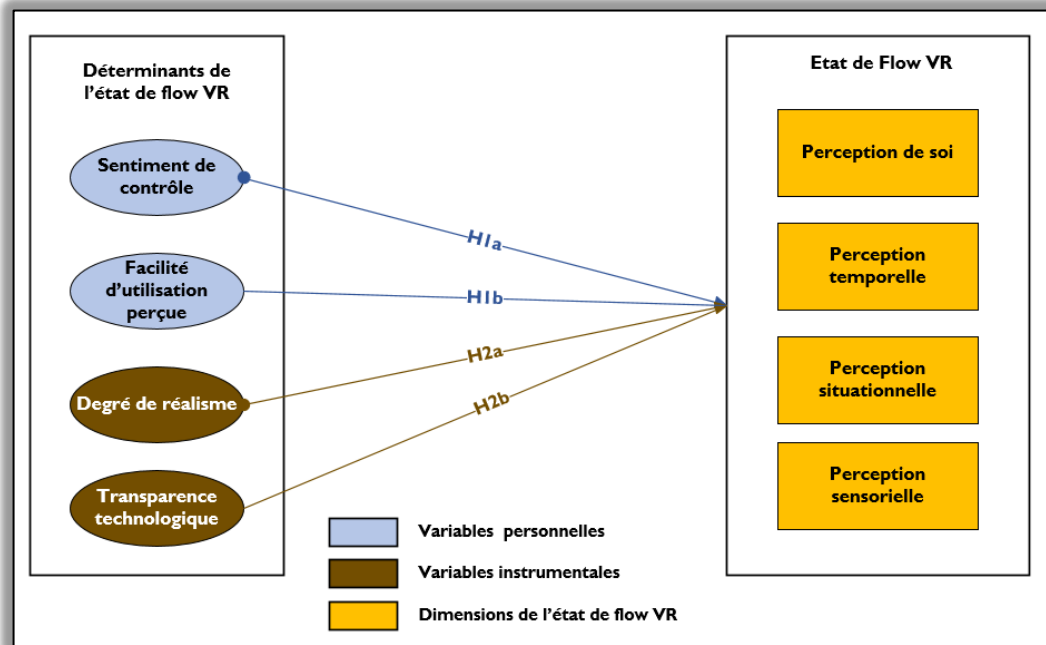 Déterminants de
l'état de flow VR
Sentiment de
contrôle
Facilité
d'utilisation
perçue
Degré de réalisme
Transparence
technologique
H1a
H1b
H2a
H2b
Etat de Flow VR
Perception de soi
Perception
temporelle
Perception
situationnelle
Perception
sensorielle
Variables personnelles
Variables instrumentales
Dimensions de l'état de flow VR